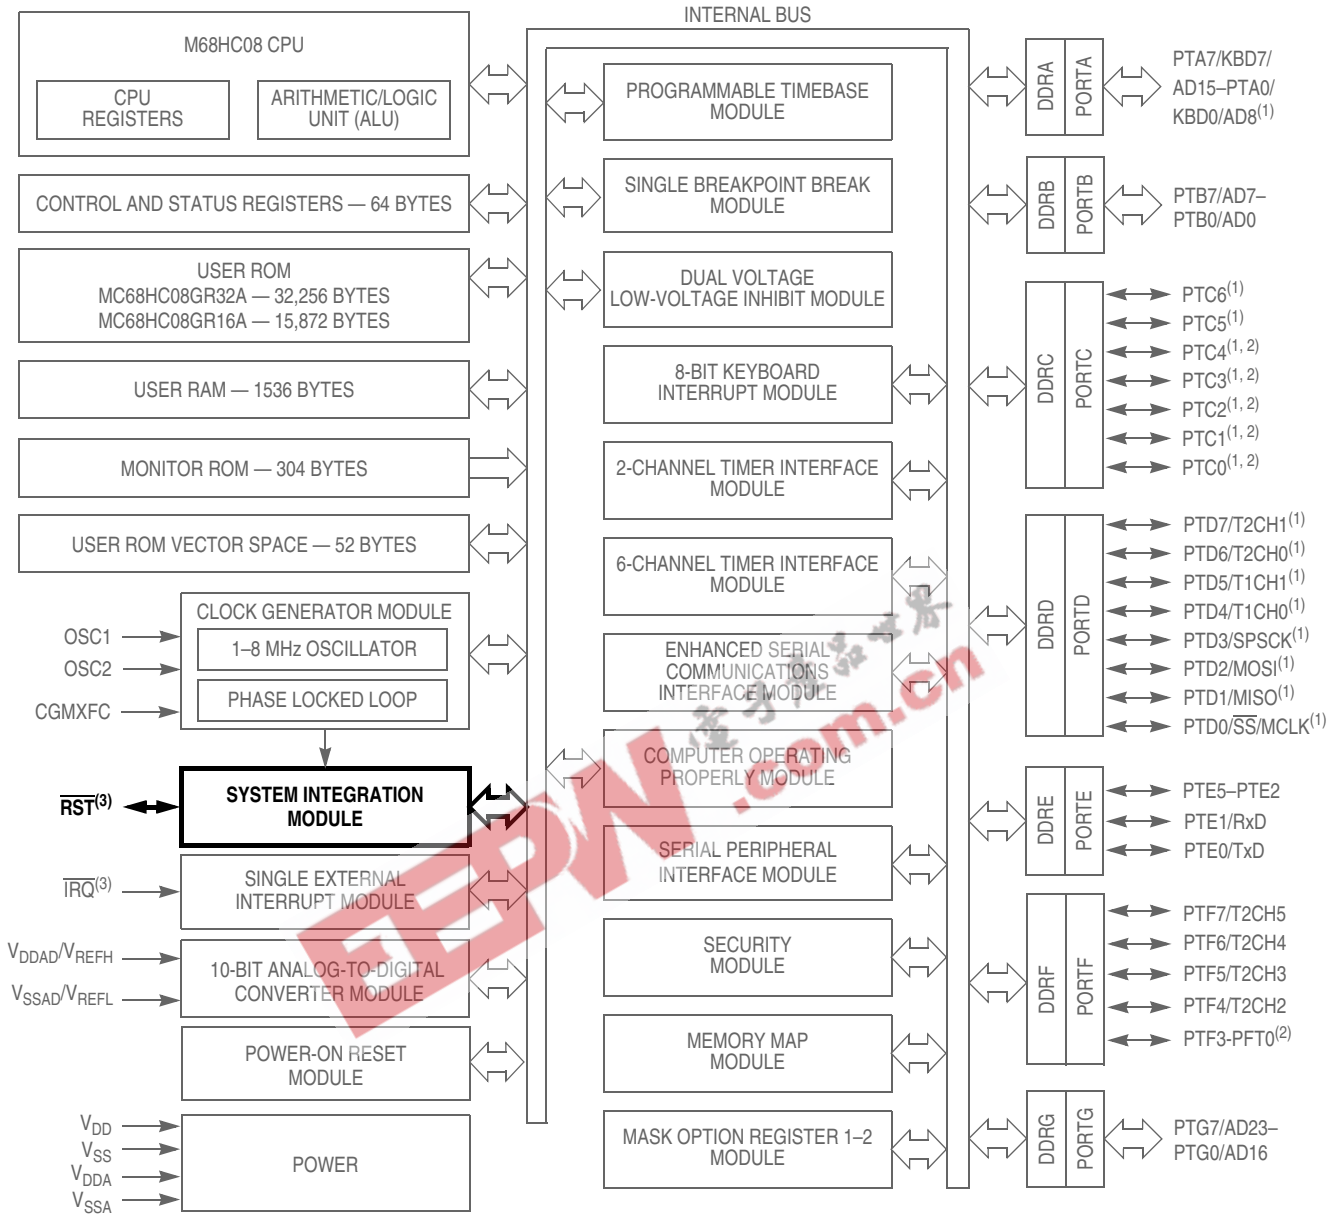 INTERNAL BUS
M68HC08 CPU
CPU
REGISTERS
ARITHMETIC/LOGIC
UNIT (ALU)
CONTROL AND STATUS REGISTERS — 64 BYTES
USER ROM
MC68HC08GR32A — 32,256 BYTES
MC68HC08GR16A — 15,872 BYTES
USER RAM — 1536 BYTES
MONITOR ROM — 304 BYTES
USER ROM VECTOR SPACE — 52 BYTES
CLOCK GENERATOR MODULE
1–8 MHz OSCILLATOR
PHASE LOCKED LOOP
OSC1
OSC2
CGMXFC
SYSTEM INTEGRATION
MODULE
RST(3)
SINGLE EXTERNAL
INTERRUPT MODULE
IRQ(3)
10-BIT ANALOG-TO-DIGITAL
CONVERTER MODULE
VDDAD/VREFH
VSSAD/VREFL
POWER-ON RESET
MODULE
POWER
VDD
VSS
VDDA
VSSA
PROGRAMMABLE TIMEBASE
MODULE
SINGLE BREAKPOINT BREAK
MODULE
DUAL VOLTAGE
LOW-VOLTAGE INHIBIT MODULE
8-BIT KEYBOARD
INTERRUPT MODULE
2-CHANNEL TIMER INTERFACE
MODULE
6-CHANNEL TIMER INTERFACE
MODULE
ENHANCED SERIAL
COMMUNICATIONS
INTERFACE MODULE
COMPUTER OPERATING
PROPERLY MODULE
SERIAL PERIPHERAL
INTERFACE MODULE
SECURITY
MODULE
MEMORY MAP
MODULE
MASK OPTION REGISTER 1–2
MODULE
DDRA
PORTA
PTA7/KBD7/
AD15–PTA0/
KBD0/AD8(1)
DDRB
PORTB
PTB7/AD7–
PTB0/AD0
DDRC
PORTC
PTC6(1)
PTC5(1)
PTC4(1, 2)
PTC3(1, 2)
PTC2(1, 2)
PTC1(1, 2)
PTC0(1, 2)
DDRD
PORTD
PTD7/T2CH1(1)
PTD6/T2CH0(1)
PTD5/T1CH1(1)
PTD4/T1CH0(1)
PTD3/SPSCK(1)
PTD2/MOSI(1)
PTD1/MISO(1)
PTD0/SS/MCLK(1)
DDRE
PORTE
PTE5–PTE2
PTE1/RxD
PTE0/TxD
DDRF
PORTF
PTF7/T2CH5
PTF6/T2CH4
PTF5/T2CH3
PTF4/T2CH2
PTF3-PFT0(2)
DDRG
PORTG
PTG7/AD23–
PTG0/AD16
EEPW.com.cn
電子產品世界